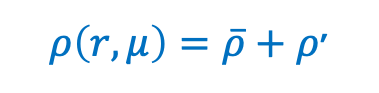 ρ(r, μ) = ρ̄ + ρ′